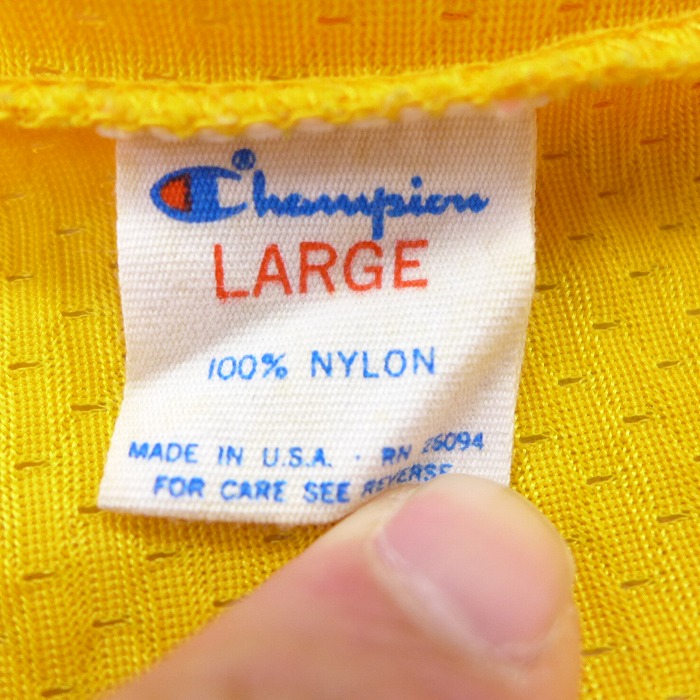 Champion®
LARGE
100% NYLON
MADE IN U.S.A. · RN 26094
FOR CARE SEE REVERSE